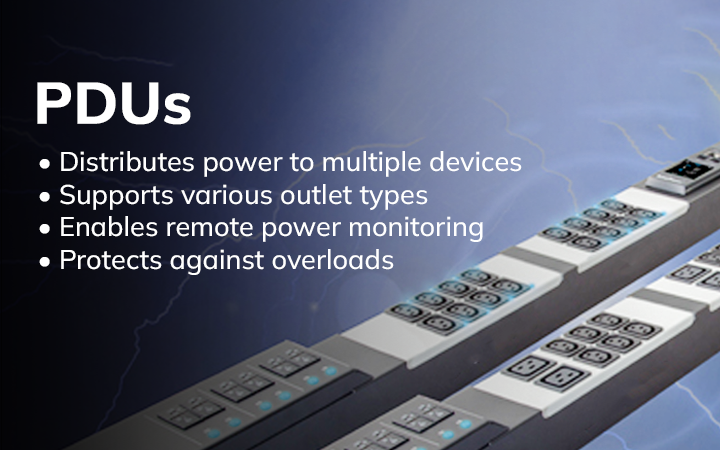 PDUs
• Distributes power to multiple devices
• Supports various outlet types
• Enables remote power monitoring
• Protects against overloads